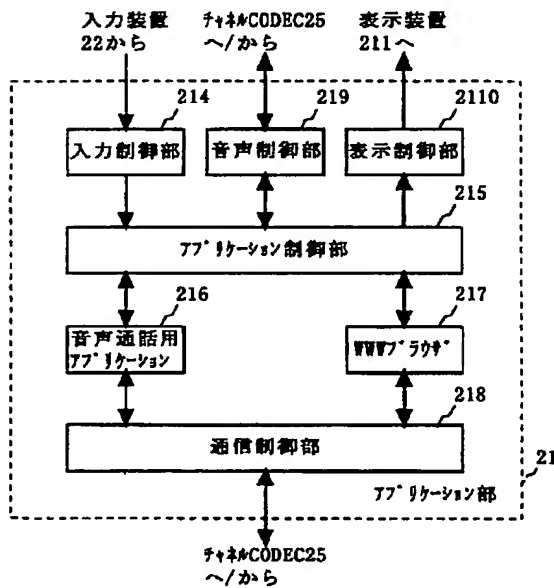 入力装置
22から
チャネルCODEC25
へ/から
表示装置
211へ
214
219
2110
入力制御部
音声制御部
表示制御部
215
アプリケーション制御部
216
217
音声通話用
アプリケーション
WWWブラウザ
218
通信制御部
21
アプリケーション部
チャネルCODEC25
へ/から